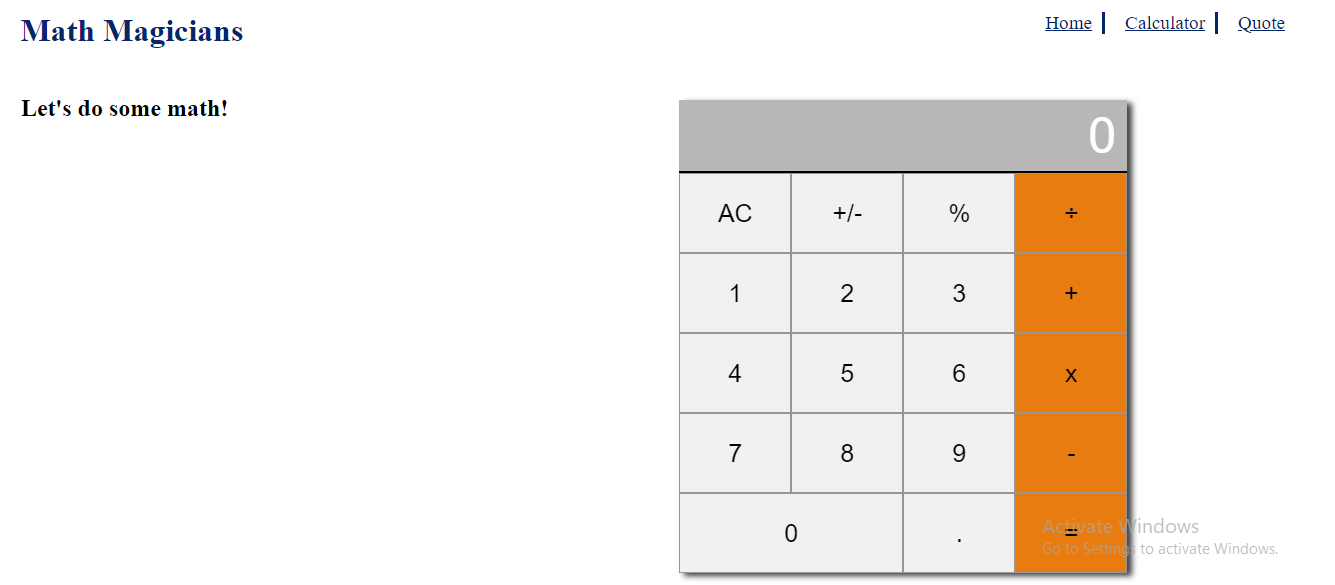 Math Magicians
Home Calculator Quote
Let's do some math!
0
AC +/- % ÷
1 2 3 +
4 5 6 x
7 8 9 -
0 . =
Activate Windows
Go to Settings to activate Windows.